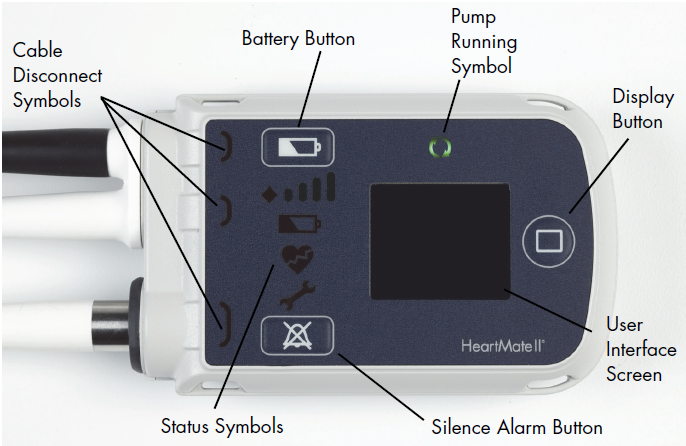 Cable
Disconnect
Symbols
Battery Button
Pump
Running
Symbol
Display
Button
HeartMate II®
User
Interface
Screen
Status Symbols
Silence Alarm Button